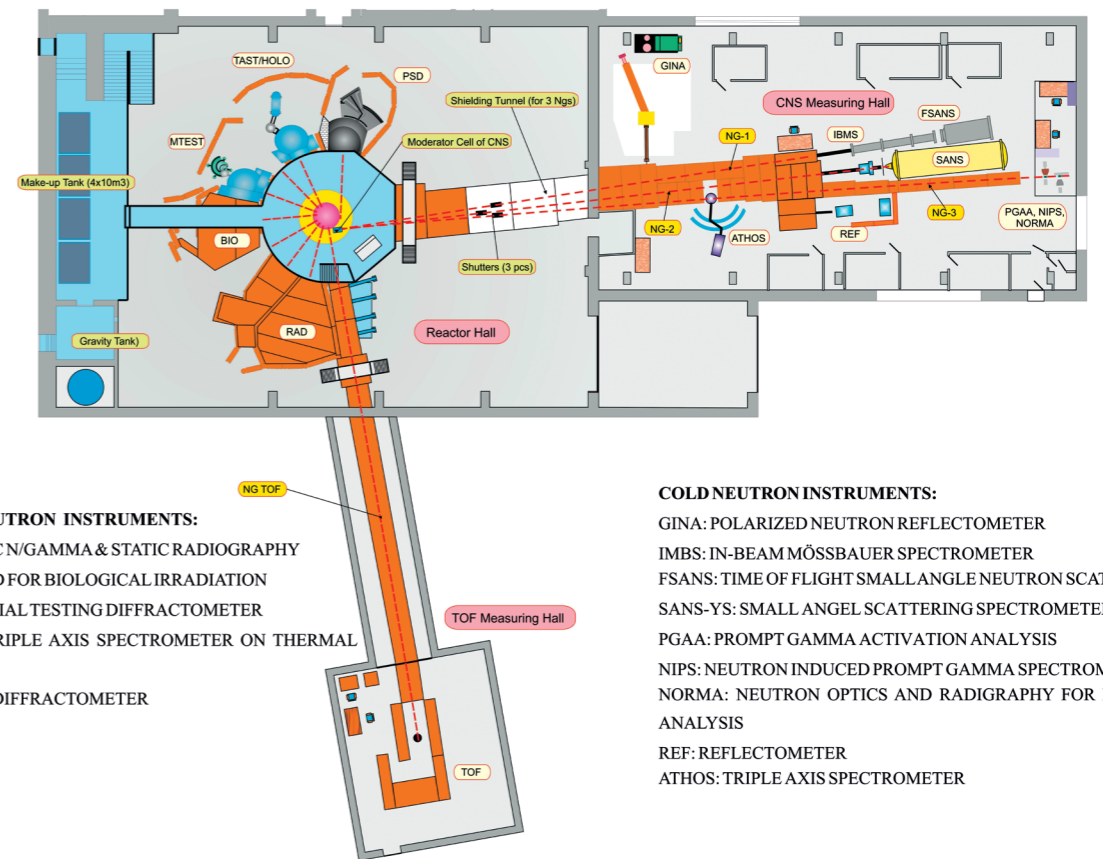 TAST/HOLO
PSD
GINA
Shielding Tunnel (for 3 Ngs)
CNS Measuring Hall
FSANS
NG-1
IBMS
Moderator Cell of CNS
MTEST
SANS
Make-up Tank (4x10m3)
NG-3
PGAA, NIPS,
NORMA
NG-2
REF
BIO
ATHOS
Shutters (3 pcs)
RAD
Reactor Hall
Gravity Tank)
NG TOF
UTRON INSTRUMENTS:
C N/GAMMA & STATIC RADIOGRAPHY
D FOR BIOLOGICAL IRRADIATION
IAL TESTING DIFFRACTOMETER
RIPLE AXIS SPECTROMETER ON THERMAL
DIFFRACTOMETER
TOF Measuring Hall
TOF
COLD NEUTRON INSTRUMENTS:
GINA: POLARIZED NEUTRON REFLECTOMETER
IMBS: IN-BEAM MÖSSBAUER SPECTROMETER
FSANS: TIME OF FLIGHT SMALL ANGLE NEUTRON SCAT
SANS-YS: SMALL ANGEL SCATTERING SPECTROMETE
PGAA: PROMPT GAMMA ACTIVATION ANALYSIS
NIPS: NEUTRON INDUCED PROMPT GAMMA SPECTROM
NORMA: NEUTRON OPTICS AND RADIGRAPHY FOR
ANALYSIS
REF: REFLECTOMETER
ATHOS: TRIPLE AXIS SPECTROMETER